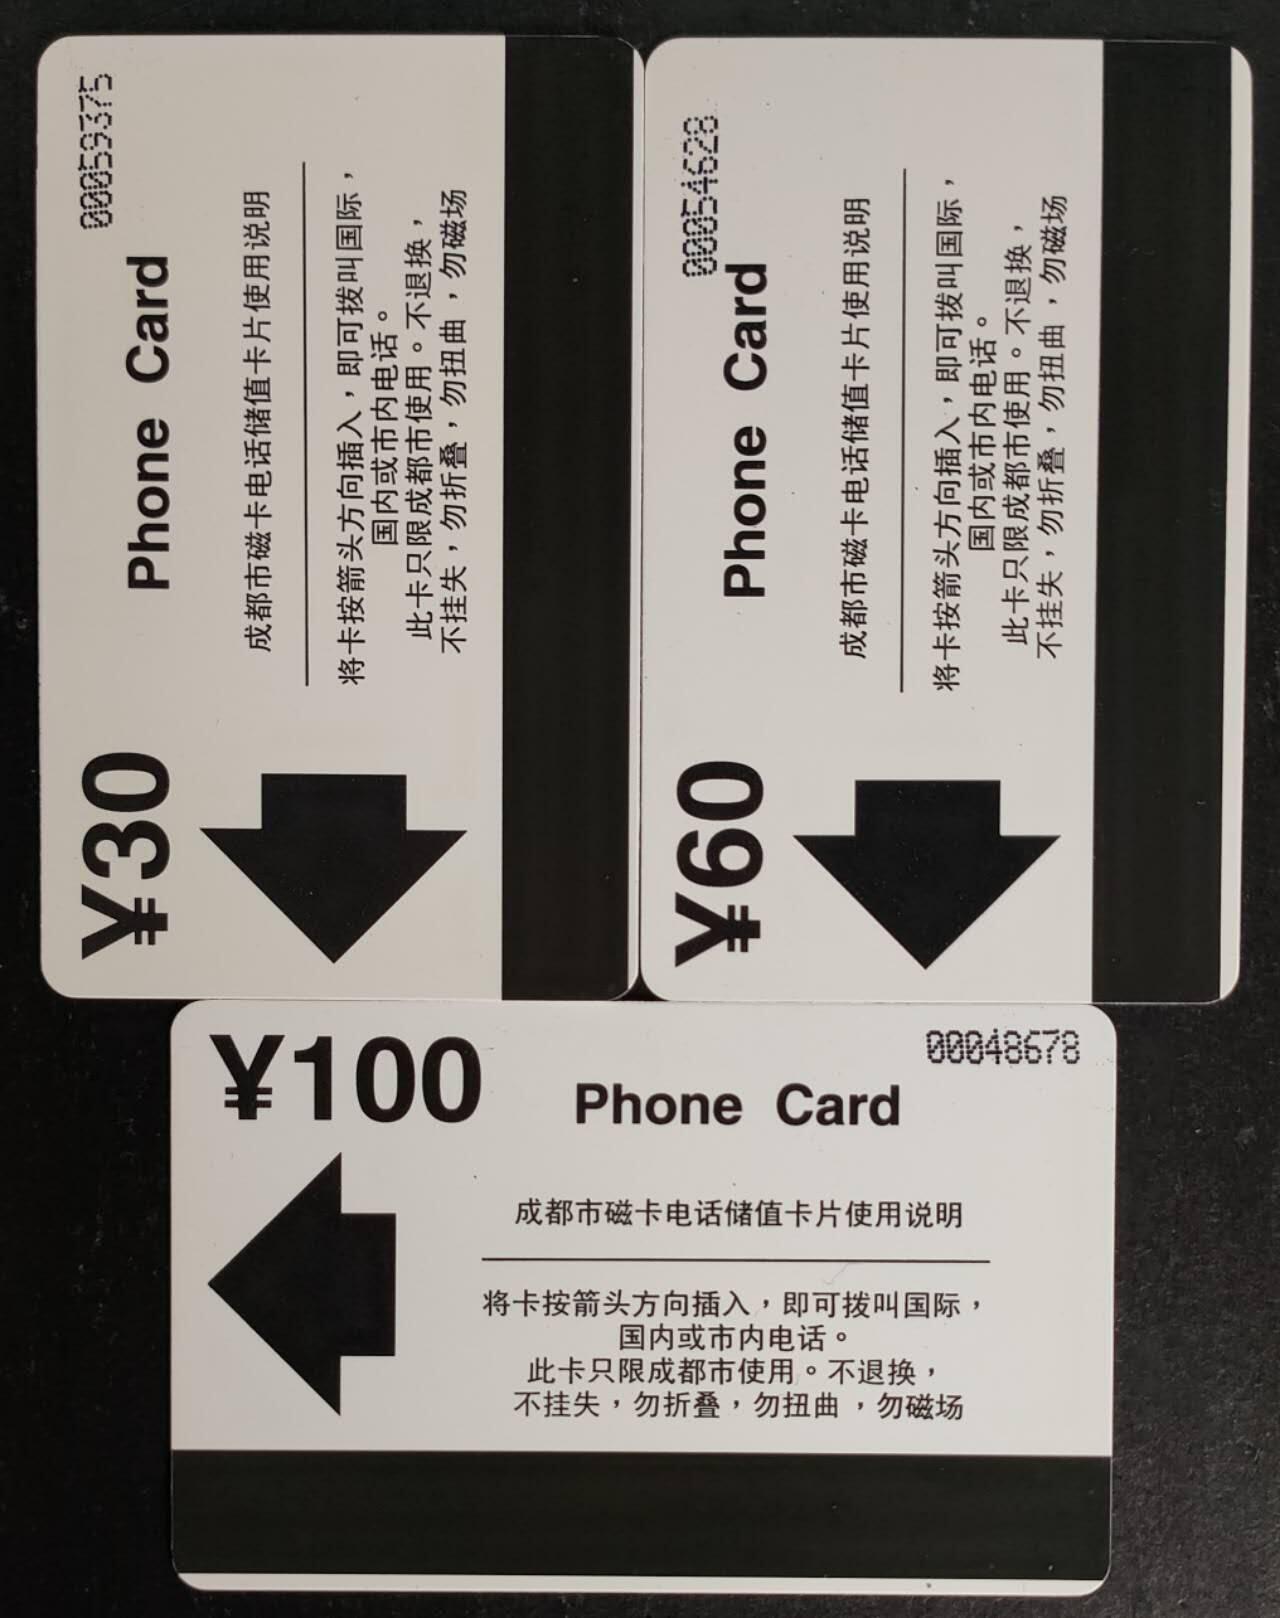 ¥30
Phone Card
00059375
成都市磁卡电话储值卡片使用说明
将卡按箭头方向插入，即可拨叫国际，
国内或市内电话。
此卡只限成都市使用。不退换，
不挂失，勿折叠，勿扭曲，勿磁场
¥60
Phone Card
00054628
成都市磁卡电话储值卡片使用说明
将卡按箭头方向插入，即可拨叫国际，
国内或市内电话。
此卡只限成都市使用。不退换，
不挂失，勿折叠，勿扭曲，勿磁场
¥100
Phone Card
00048678
成都市磁卡电话储值卡片使用说明
将卡按箭头方向插入，即可拨叫国际，
国内或市内电话。
此卡只限成都市使用。不退换，
不挂失，勿折叠，勿扭曲，勿磁场